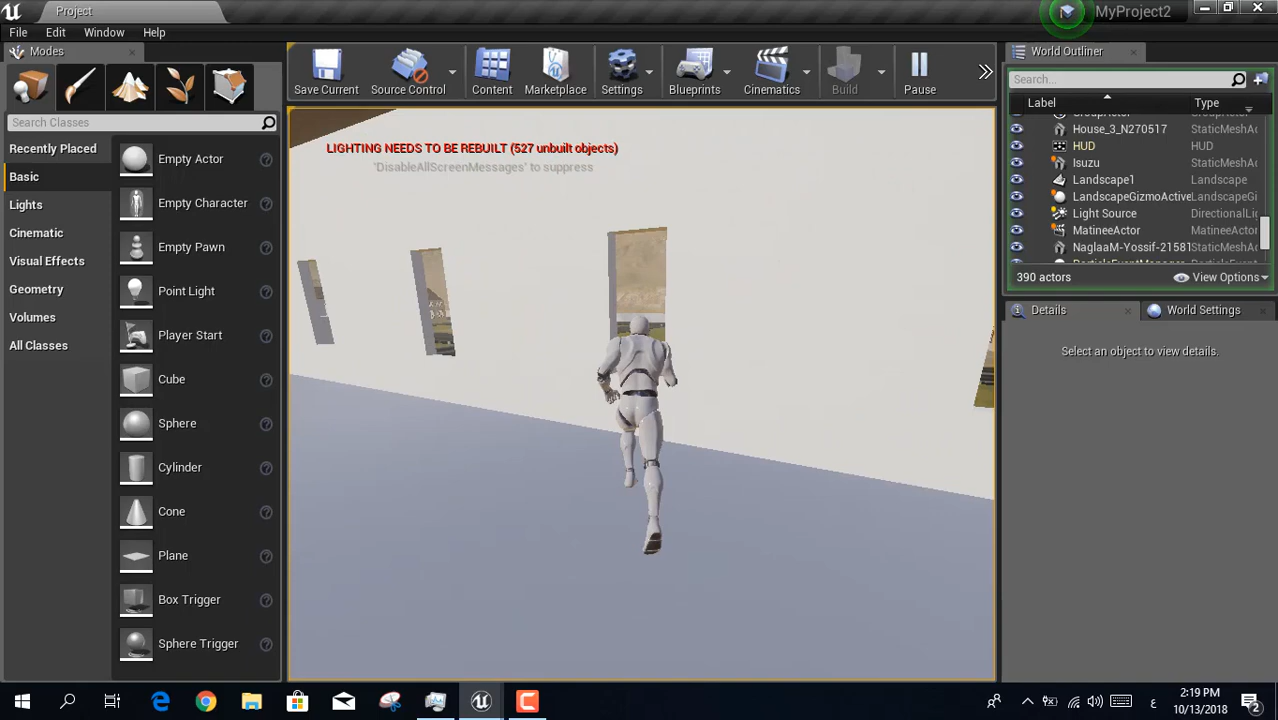 Project
MyProject2
File Edit Window Help
Modes
Search Classes
Recently Placed
Basic
Lights
Cinematic
Visual Effects
Geometry
Volumes
All Classes
Empty Actor
Empty Character
Empty Pawn
Point Light
Player Start
Cube
Sphere
Cylinder
Cone
Plane
Box Trigger
Sphere Trigger
Save Current
Source Control
Content
Marketplace
Settings
Blueprints
Cinematics
Build
Pause
LIGHTING NEEDS TO BE REBUILT (527 unbuilt objects)
'DisableAllScreenMessages' to suppress
World Outliner
Search...
Label Type
House_3_N270517 StaticMeshA
HUD HUD
Isuzu StaticMeshA
Landscape1 Landscape
LandscapeGizmoActive LandscapeGi
Light Source DirectionalLi
MatineeActor MatineeActor
NaglaaM-Yossif-21581 StaticMeshA
390 actors View Options
Details World Settings
Select an object to view details.
ع
2:19 PM
10/13/2018
2